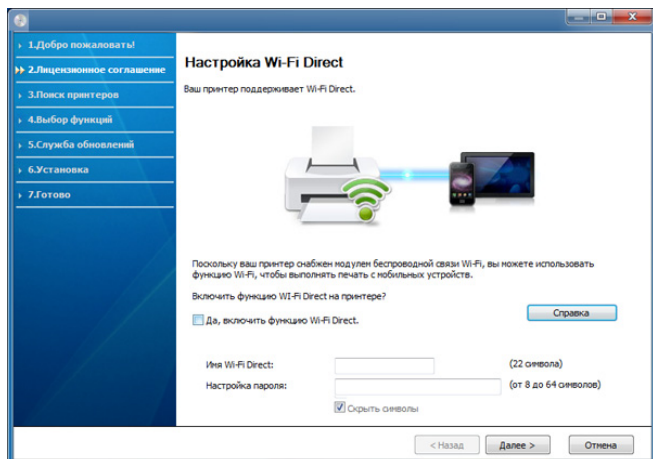 1.Добро пожаловать!
2.Лицензионное соглашение
3.Поиск принтеров
4.Выбор функций
5.Служба обновлений
6.Установка
7.Готово
Настройка Wi-Fi Direct
Ваш принтер поддерживает Wi-Fi Direct.
Поскольку ваш принтер снабжен модулем беспроводной связи Wi-Fi, вы можете использовать
функцию Wi-Fi, чтобы выполнять печать с мобильных устройств.
Включить функцию WI-Fi Direct на принтере?
Да, включить функцию Wi-Fi Direct.
Справка
Имя Wi-Fi Direct: (22 символа)
Настройка пароля: (от 8 до 64 символов)
Скрыть символы
< Назад Далее > Отмена